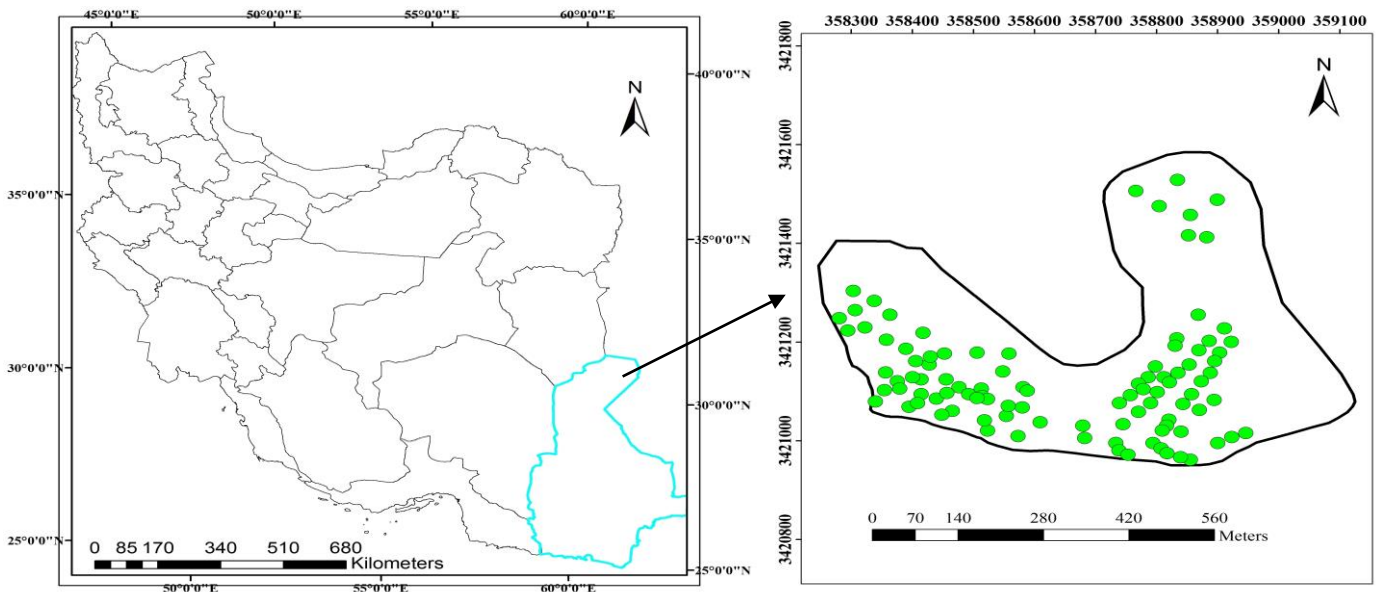 45°0'0"E 50°0'0"E 55°0'0"E 60°0'0"E
358300 358400 358500 358600 358700 358800 358900 359000 359100
N
40°0'0"N
35°0'0"N
35°0'0"N
30°0'0"N
30°0'0"N
25°0'0"N
25°0'0"N
0 85 170 340 510 680
Kilometers
50°0'0"E 55°0'0"E 60°0'0"E
N
3421800
3421600
3421400
3421200
3421000
3420800
0 70 140 280 420 560
Meters